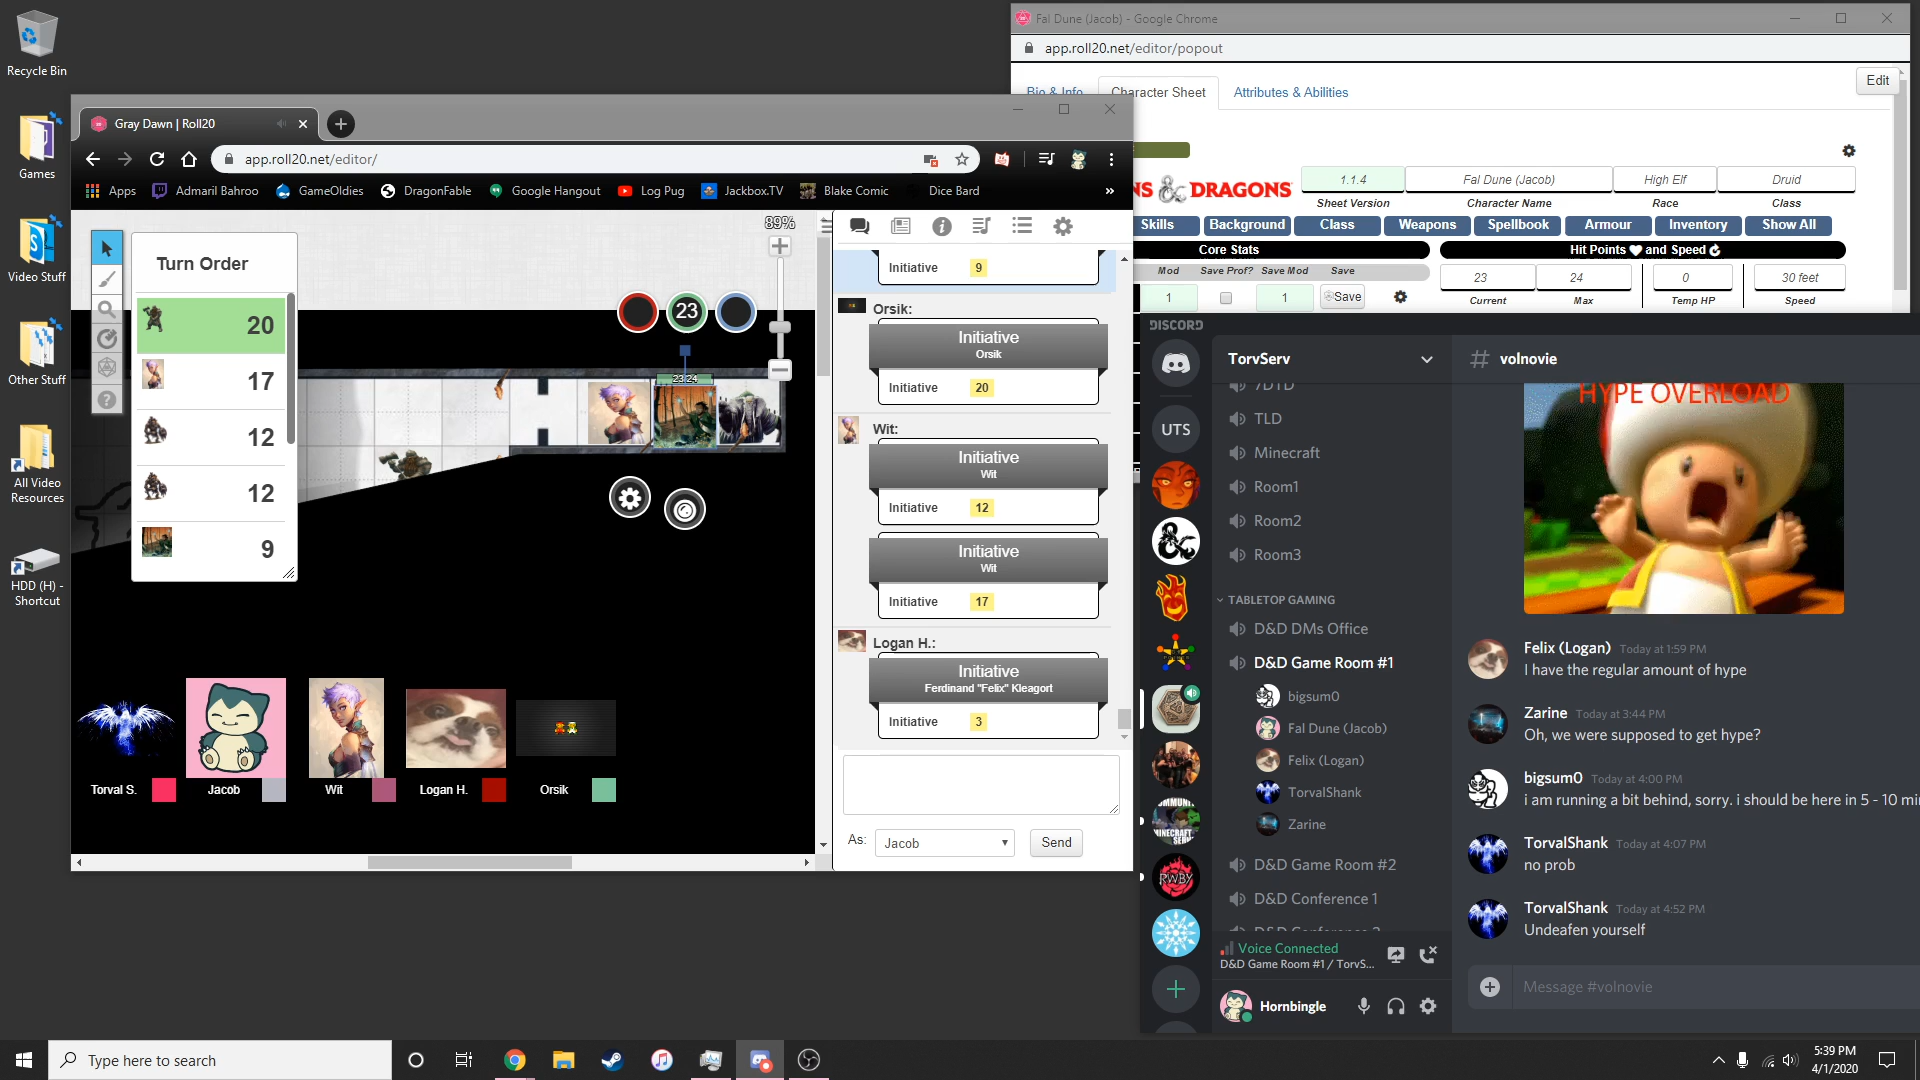 Recycle Bin
Games
Video Stuff
Other Stuff
All Video
Resources
HDD (H) -
Shortcut
Gray Dawn | Roll20
app.roll20.net/editor/
Apps
Admaril Bahroo
GameOldies
DragonFable
Google Hangout
Log Pug
Jackbox.TV
Blake Comic
Dice Bard
»
89%
Turn Order
20
17
12
12
9
23
23/24
Torval S.
Jacob
Wit
Logan H.
Orsik
Initiative 9
Orsik:
Initiative
Orsik
Initiative 20
Wit:
Initiative
Wit
Initiative 12
Initiative
Wit
Initiative 17
Logan H.:
Initiative
Ferdinand "Felix" Kleagort
Initiative 3
As: Jacob
Send
Fal Dune (Jacob) - Google Chrome
app.roll20.net/editor/popout
Bio & Info
Character Sheet
Attributes & Abilities
Edit
NS & DRAGONS
1.1.4
Fal Dune (Jacob)
High Elf
Druid
Sheet Version
Character Name
Race
Class
Skills
Background
Class
Weapons
Spellbook
Armour
Inventory
Show All
Core Stats
Hit Points and Speed
Mod
Save Prof?
Save Mod
Save
1
1
Save
23
24
0
30 feet
Current
Max
Temp HP
Speed
DISCORD
UTS
MINECRAFT
RWBY
TorvServ
7DTD
TLD
Minecraft
Room1
Room2
Room3
TABLETOP GAMING
D&D DMs Office
D&D Game Room #1
bigsum0
Fal Dune (Jacob)
Felix (Logan)
TorvalShank
Zarine
D&D Game Room #2
D&D Conference 1
Voice Connected
D&D Game Room #1 / TorvS...
Hornbingle
# volnovie
HYPE OVERLOAD
Felix (Logan) Today at 1:59 PM
I have the regular amount of hype
Zarine Today at 3:44 PM
Oh, we were supposed to get hype?
bigsum0 Today at 4:00 PM
i am running a bit behind, sorry. i should be here in 5 - 10 min
TorvalShank Today at 4:07 PM
no prob
TorvalShank Today at 4:52 PM
Undeafen yourself
Message #volnovie
Type here to search
5:39 PM
4/1/2020